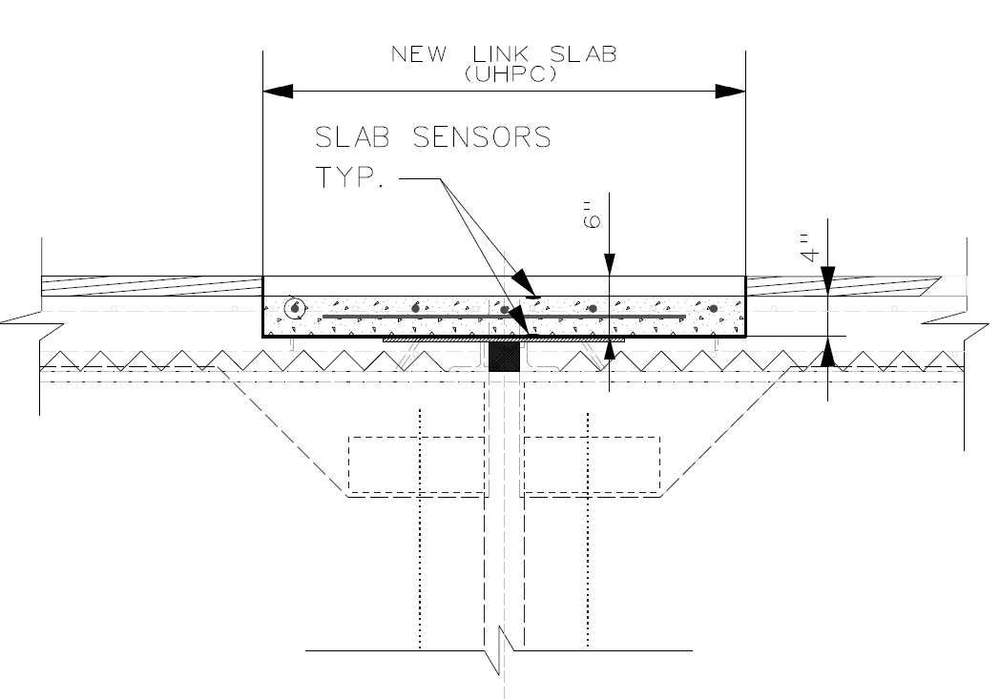 NEW LINK SLAB
(UHPC)
SLAB SENSORS
TYP.
6"
4"